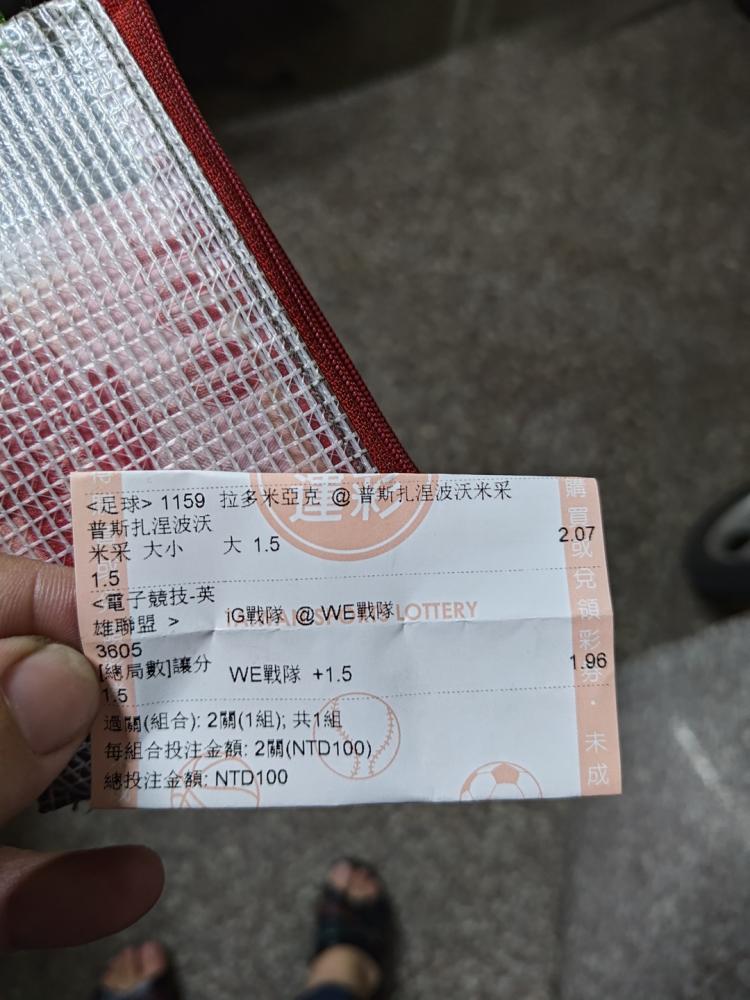 運彩
<足球> 1159 拉多米亞克 @ 普斯扎涅波沃米采
普斯扎涅波沃
米采 大小 大 1.5 2.07
1.5
<電子競技-英
雄聯盟 > iG戰隊 @ WE戰隊
SPORTS LOTTERY
3605
[總局數]讓分 WE戰隊 +1.5 1.96
1.5
過關(組合): 2關(1組); 共1組
每組合投注金額: 2關(NTD100)
總投注金額: NTD100
購買或兌領彩券・未成